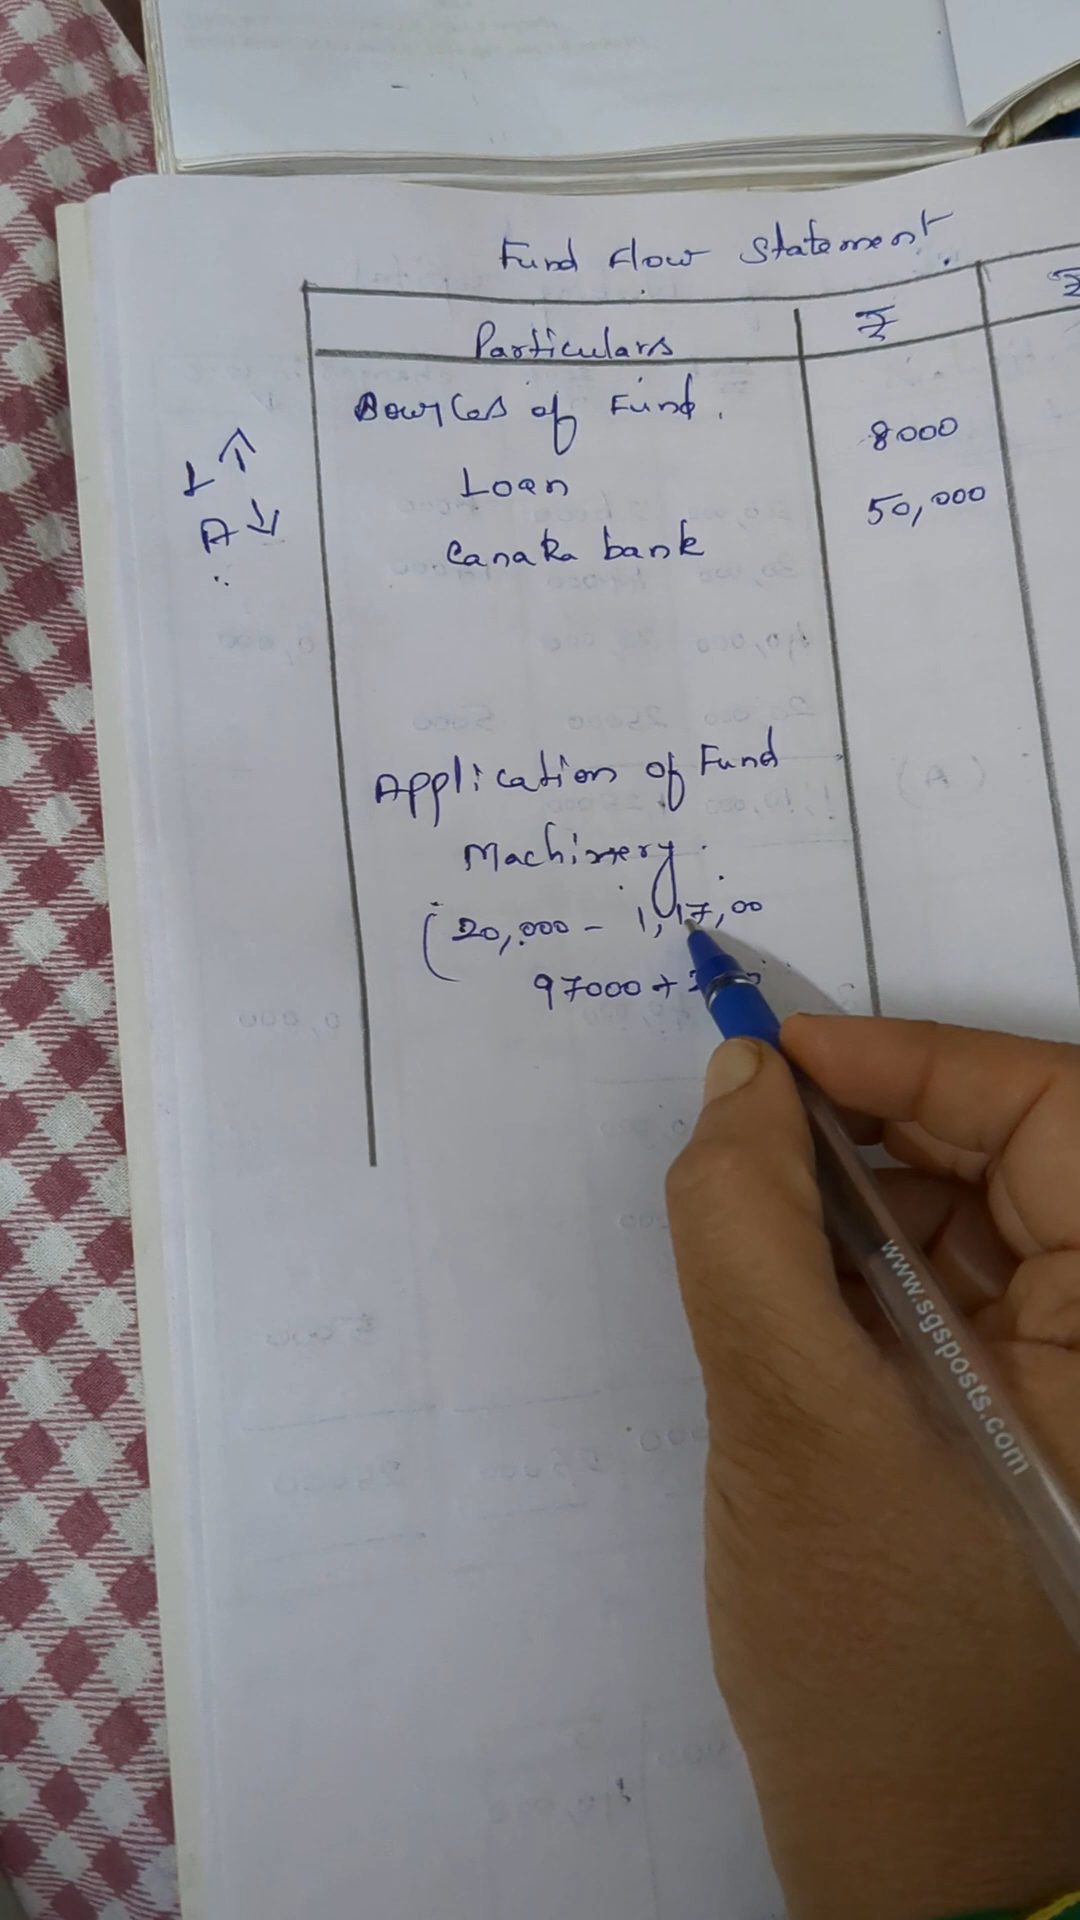 Fund Flow Statement.
Particulars ₹ ₹
Sources of Fund.
8000
L ↑
Loan
A ↓
50,000
Canara bank
Application of Fund
Machinery.
(20,000 - 1,17,00
97000 +
www.sgsposts.com